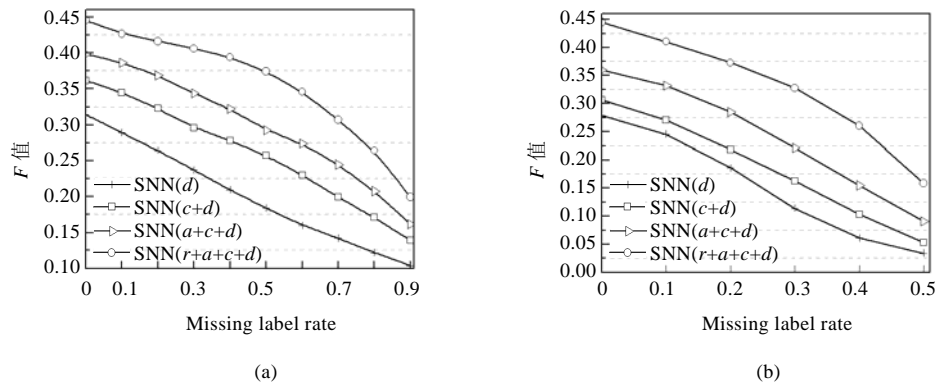 0.45
0.40
0.35
0.30
0.25
0.20
0.15
0.10
F 值
SNN(d)
SNN(c+d)
SNN(a+c+d)
SNN(r+a+c+d)
0 0.1 0.3 0.5 0.7 0.9
Missing label rate
(a)
0.45
0.40
0.35
0.30
0.25
0.20
0.15
0.10
0.05
0.00
F 值
SNN(d)
SNN(c+d)
SNN(a+c+d)
SNN(r+a+c+d)
0 0.1 0.2 0.3 0.4 0.5
Missing label rate
(b)